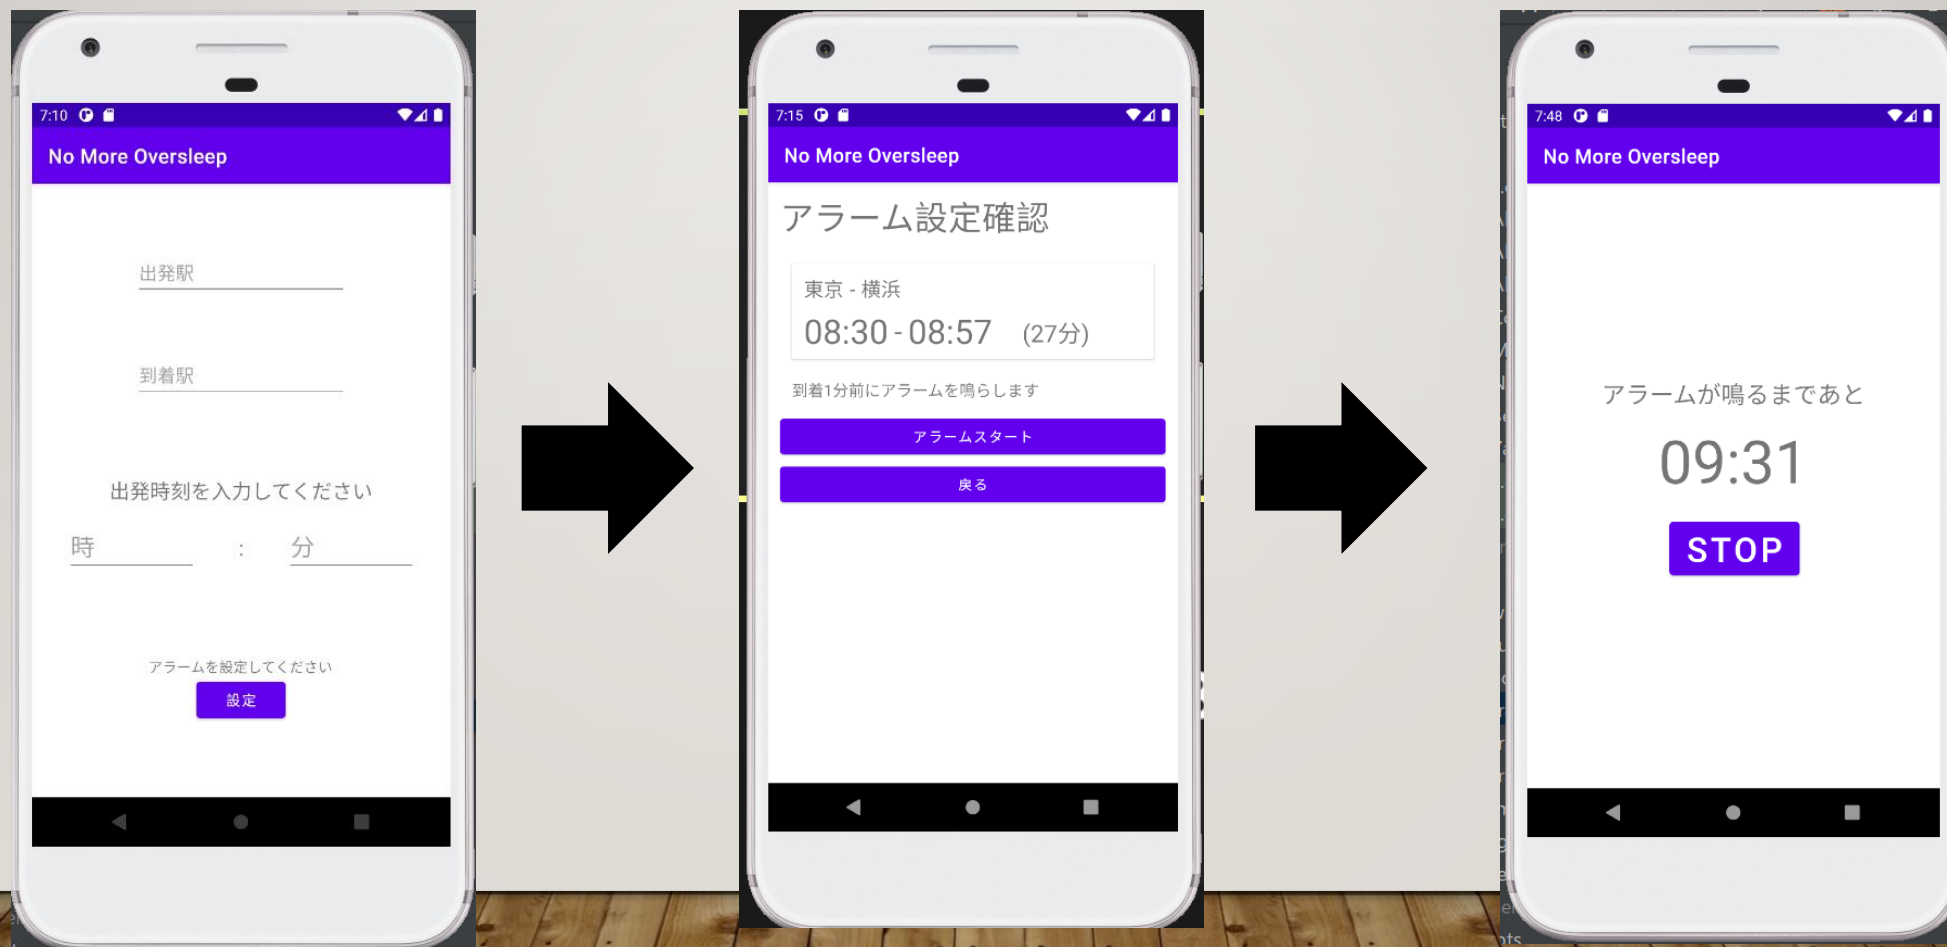 7:10
No More Oversleep
出発駅
到着駅
出発時刻を入力してください
時 : 分
アラームを設定してください
設定
7:15
No More Oversleep
アラーム設定確認
東京 - 横浜
08:30 - 08:57 (27分)
到着1分前にアラームを鳴らします
アラームスタート
戻る
7:48
No More Oversleep
アラームが鳴るまであと
09:31
STOP